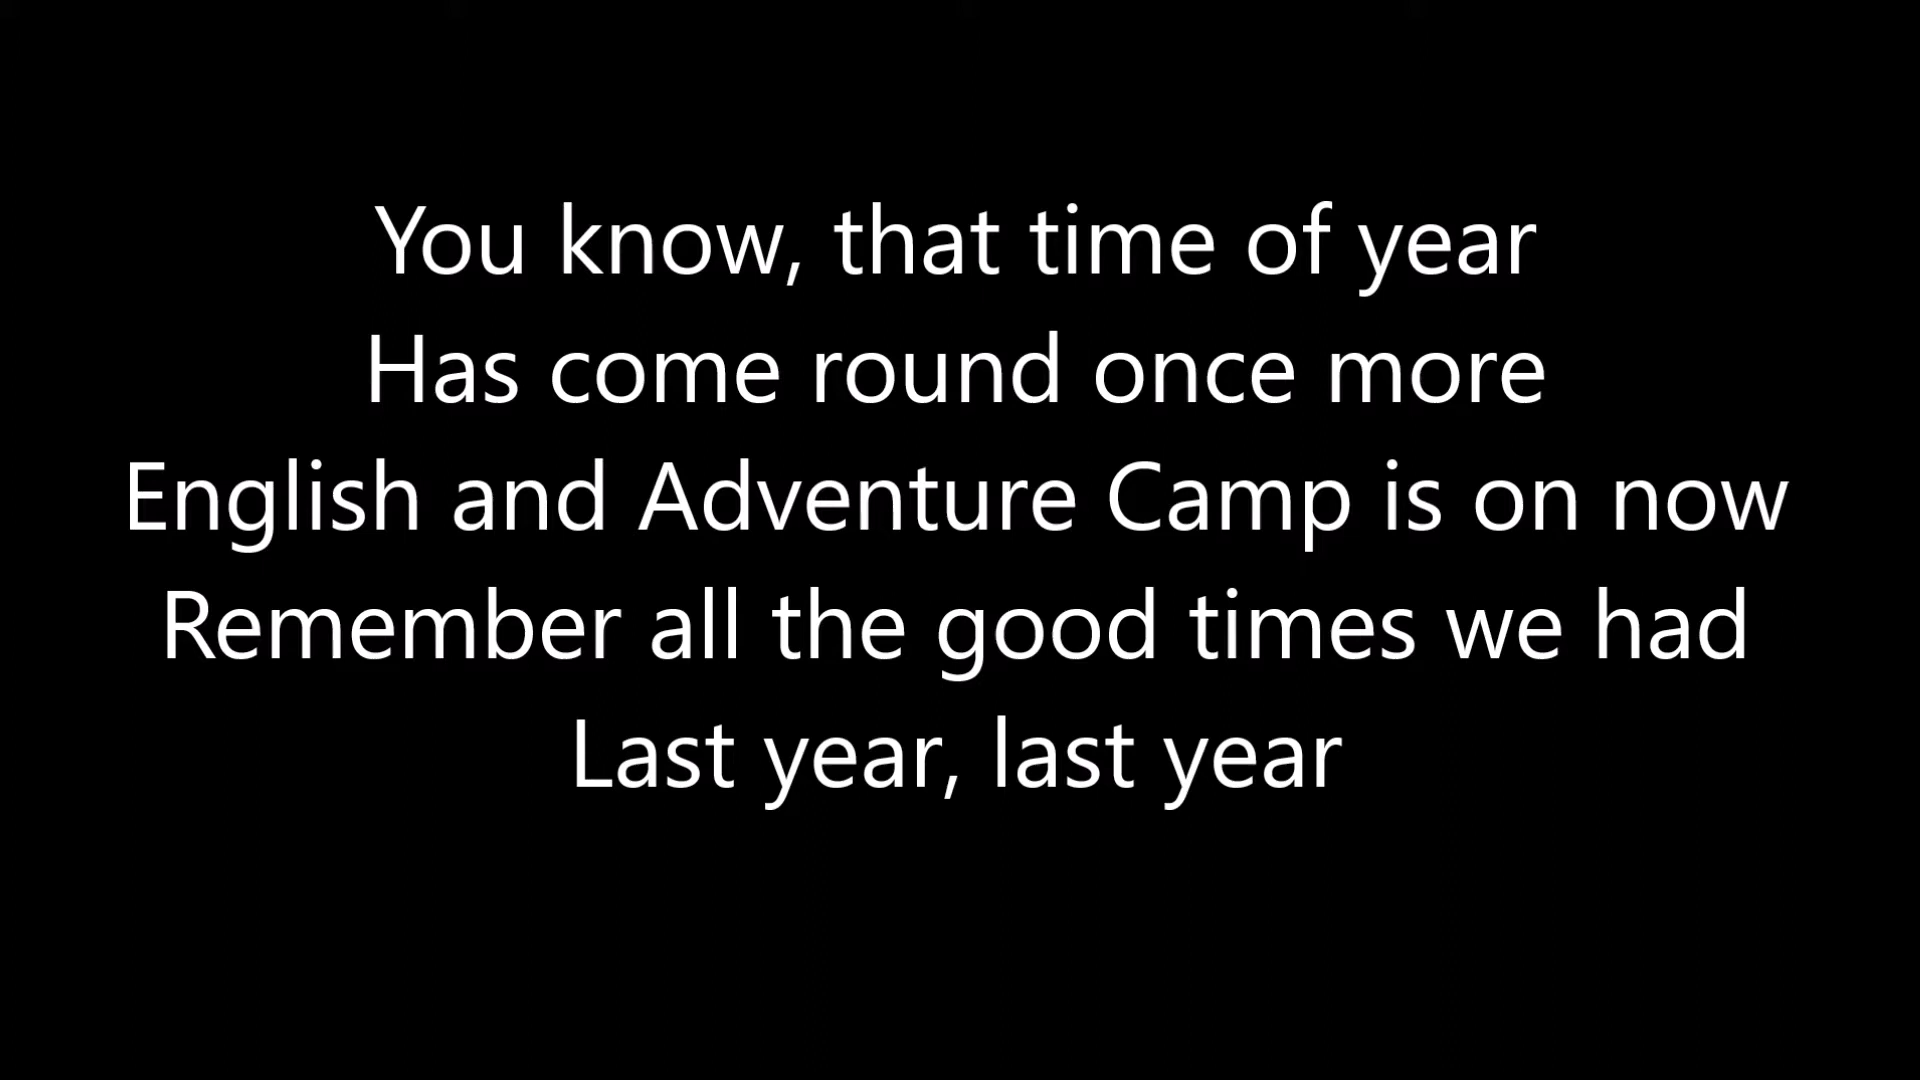 You know, that time of year
Has come round once more
English and Adventure Camp is on now
Remember all the good times we had
Last year, last year